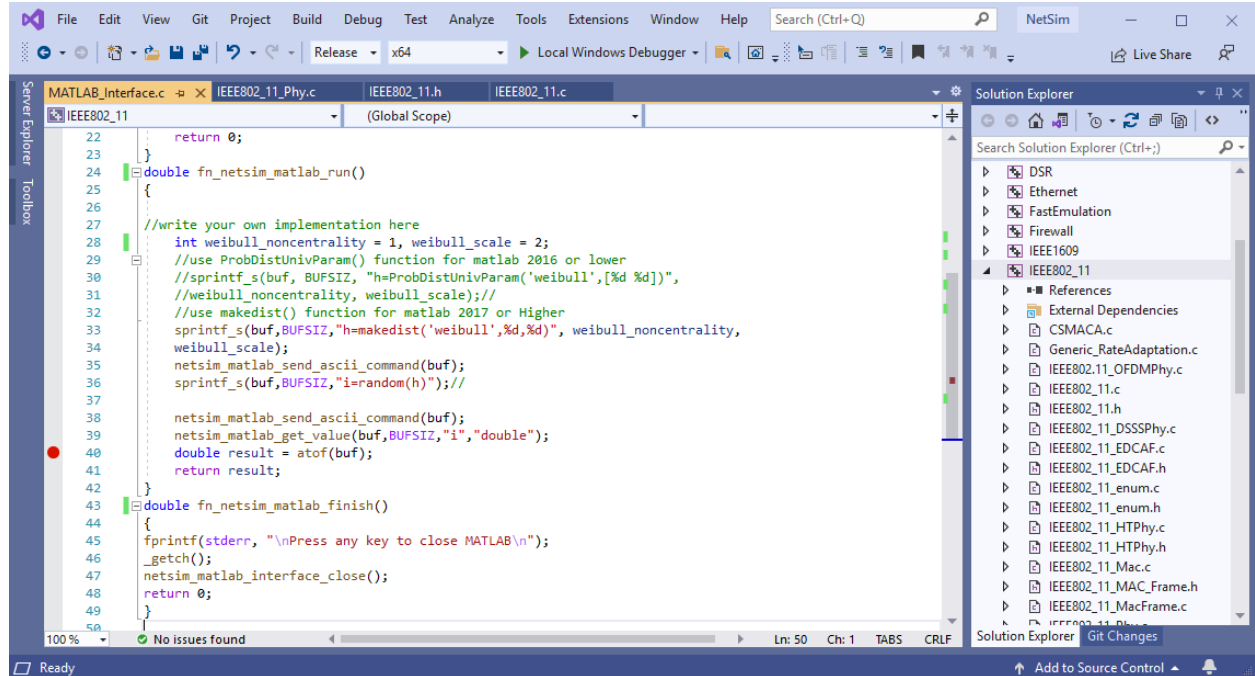 File Edit View Git Project Build Debug Test Analyze Tools Extensions Window Help Search (Ctrl+Q) NetSim
Release x64 Local Windows Debugger Live Share
Server Explorer
Toolbox
MATLAB_Interface.c IEEE802_11_Phy.c IEEE802_11.h IEEE802_11.c
IEEE802_11 (Global Scope)
22 return 0;
23 }
24 double fn_netsim_matlab_run()
25 {
26
27 //write your own implementation here
28 int weibull_noncentrality = 1, weibull_scale = 2;
29 //use ProbDistUnivParam() function for matlab 2016 or lower
30 //sprintf_s(buf, BUFSIZ, "h=ProbDistUnivParam('weibull',[%d %d])",
31 //weibull_noncentrality, weibull_scale);//
32 //use makedist() function for matlab 2017 or Higher
33 sprintf_s(buf,BUFSIZ,"h=makedist('weibull',%d,%d)", weibull_noncentrality,
34 weibull_scale);
35 netsim_matlab_send_ascii_command(buf);
36 sprintf_s(buf,BUFSIZ,"i=random(h)");//
37
38 netsim_matlab_send_ascii_command(buf);
39 netsim_matlab_get_value(buf,BUFSIZ,"i","double");
40 double result = atof(buf);
41 return result;
42 }
43 double fn_netsim_matlab_finish()
44 {
45 fprintf(stderr, "\nPress any key to close MATLAB\n");
46 _getch();
47 netsim_matlab_interface_close();
48 return 0;
49 }
50
100 % No issues found Ln: 50 Ch: 1 TABS CRLF
Solution Explorer
Search Solution Explorer (Ctrl+;)
DSR
Ethernet
FastEmulation
Firewall
IEEE1609
IEEE802_11
References
External Dependencies
CSMACA.c
Generic_RateAdaptation.c
IEEE802.11_OFDMPhy.c
IEEE802_11.c
IEEE802_11.h
IEEE802_11_DSSSPhy.c
IEEE802_11_EDCAF.c
IEEE802_11_EDCAF.h
IEEE802_11_enum.c
IEEE802_11_enum.h
IEEE802_11_HTPhy.c
IEEE802_11_HTPhy.h
IEEE802_11_Mac.c
IEEE802_11_MAC_Frame.h
IEEE802_11_MacFrame.c
IEEE802_11_Phy.c
Solution Explorer Git Changes
Ready Add to Source Control